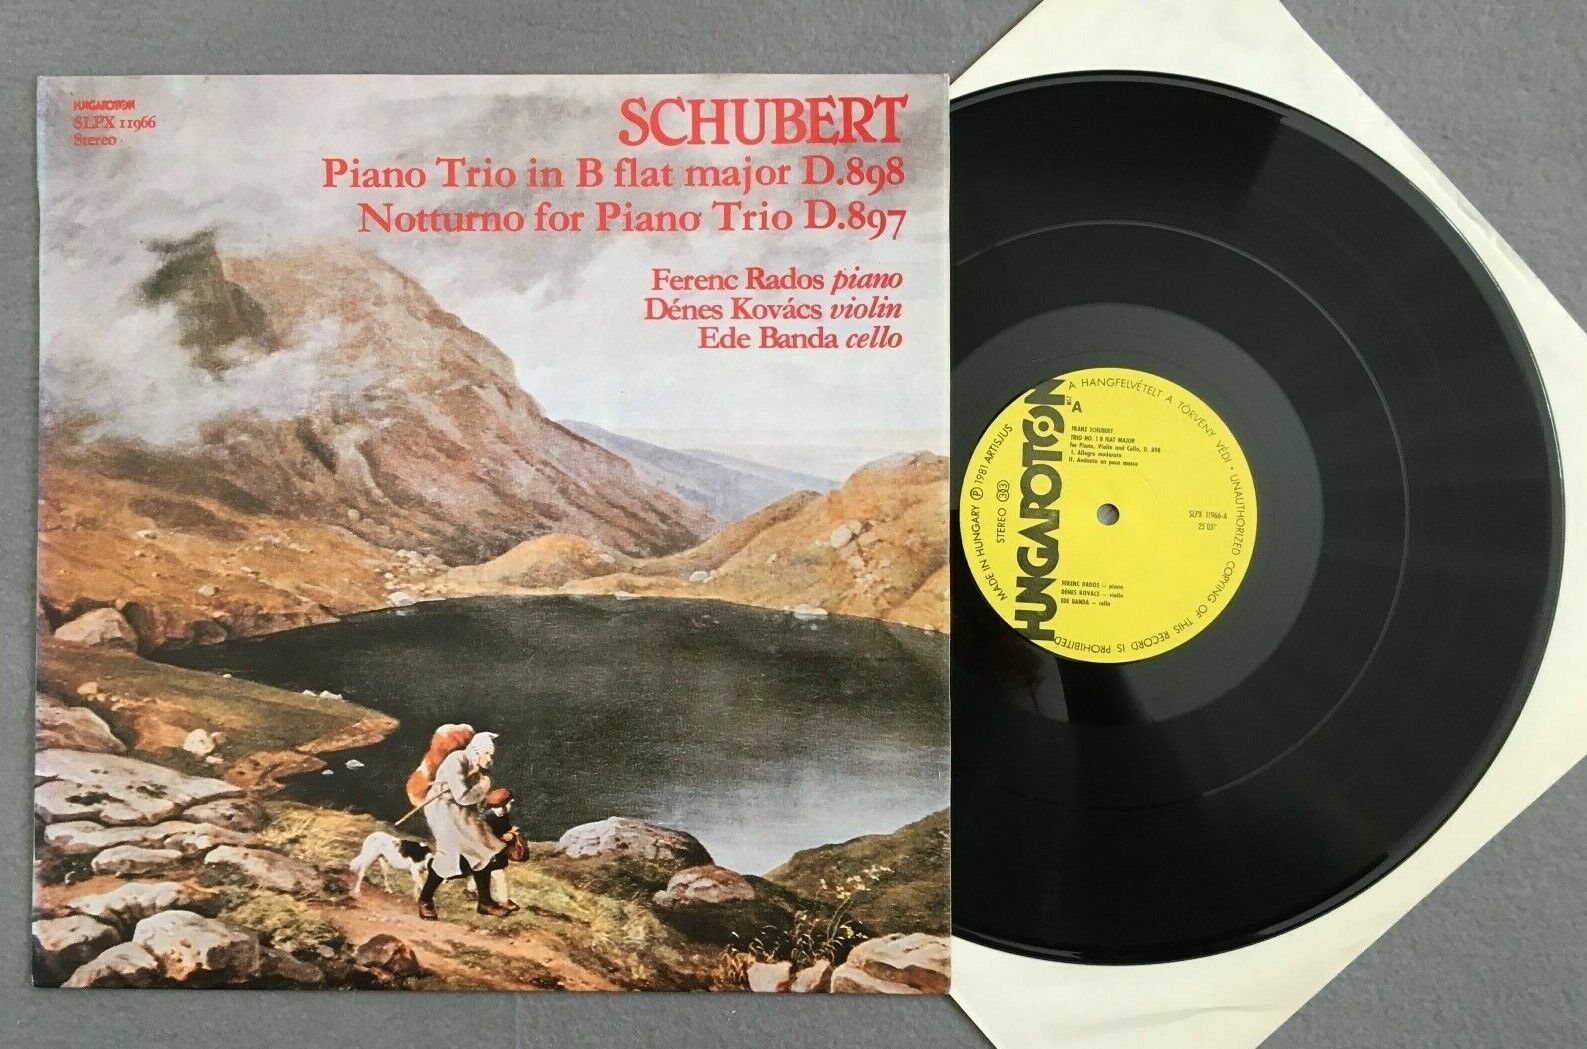 HUNGAROTON
SLPX 11966
Stereo
SCHUBERT
Piano Trio in B flat major D.898
Notturno for Piano Trio D.897
Ferenc Rados piano
Dénes Kovács violin
Ede Banda cello
HUNGAROTON
MADE IN HUNGARY Ⓟ 1981 ARTISJUS
A HANGFELVÉTELT A TÖRVÉNY VÉDI • UNAUTHORIZED COPYING OF THIS RECORD IS PROHIBITED
STEREO 33
A
FRANZ SCHUBERT
TRIO NO. 1 B FLAT MAJOR
for Piano, Violin and Cello, D. 898
I. Allegro moderato
II. Andante un poco mosso
SLPX 11966-A
25'05"
FERENC RADOS – piano
DÉNES KOVÁCS – violin
EDE BANDA – cello